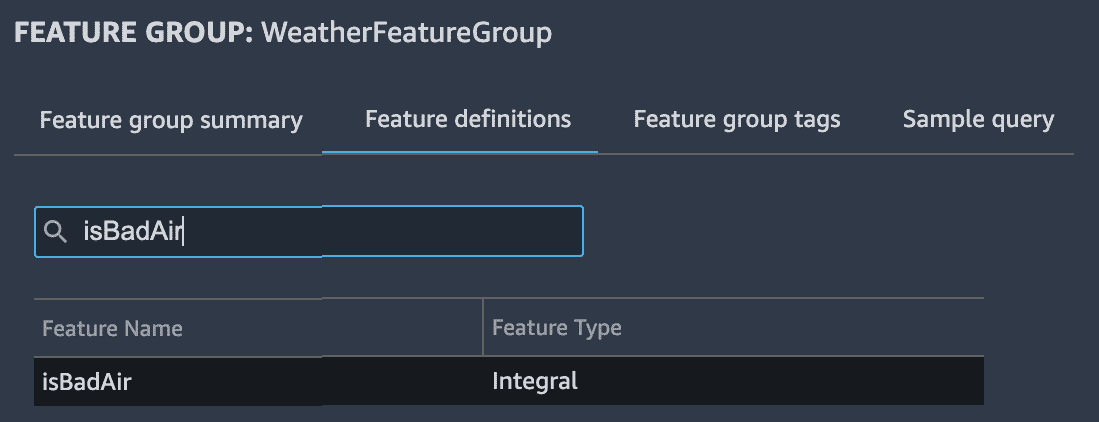 FEATURE GROUP: WeatherFeatureGroup
Feature group summary Feature definitions Feature group tags Sample query
isBadAir
Feature Name Feature Type
isBadAir Integral